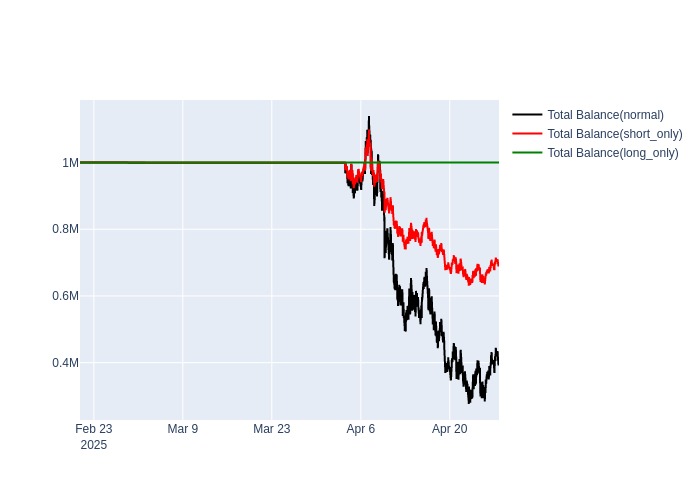 Total Balance(normal)
Total Balance(short_only)
Total Balance(long_only)
1M
0.8M
0.6M
0.4M
Feb 23
2025
Mar 9
Mar 23
Apr 6
Apr 20